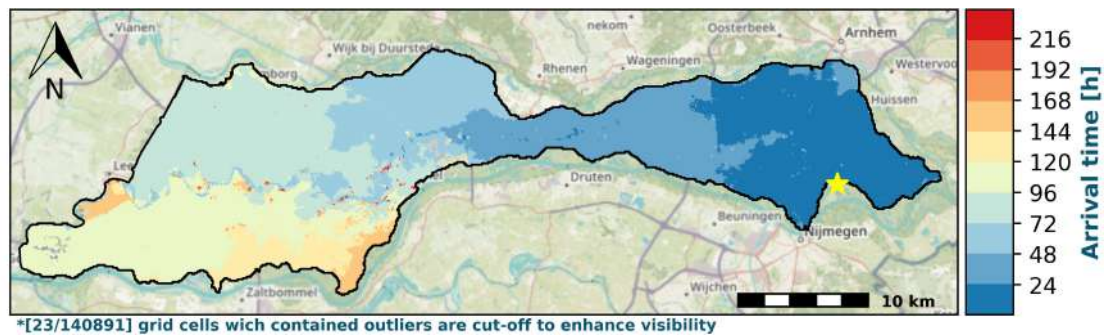 Vianen
nekom
Oosterbeek
Arnhem
Wijk bij Duurstede
Rhenen
Wageningen
Westervoo
N
Huissen
Druten
Beuningen
Nijmegen
Wijchen
Zaltbommel
10 km
216
192
168
144
120
96
72
48
24
Arrival time [h]
*[23/140891] grid cells wich contained outliers are cut-off to enhance visibility